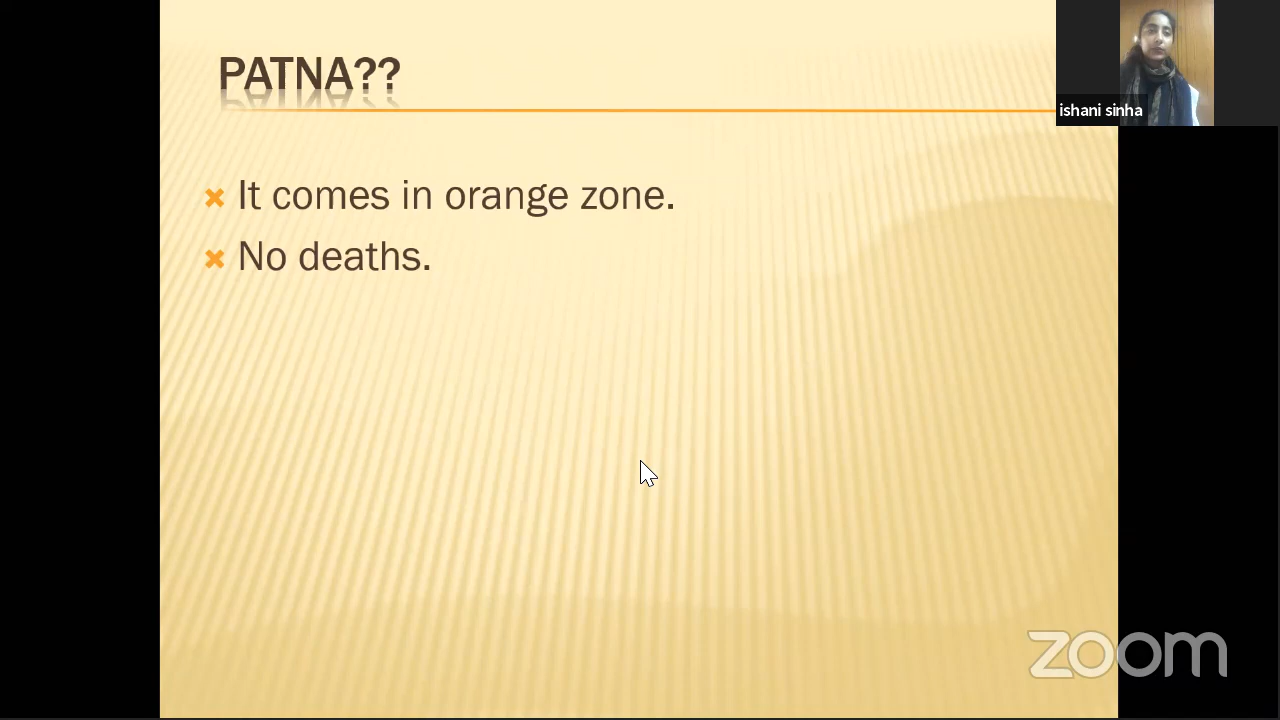 PATNA??
ishani sinha
It comes in orange zone.
No deaths.
zoom